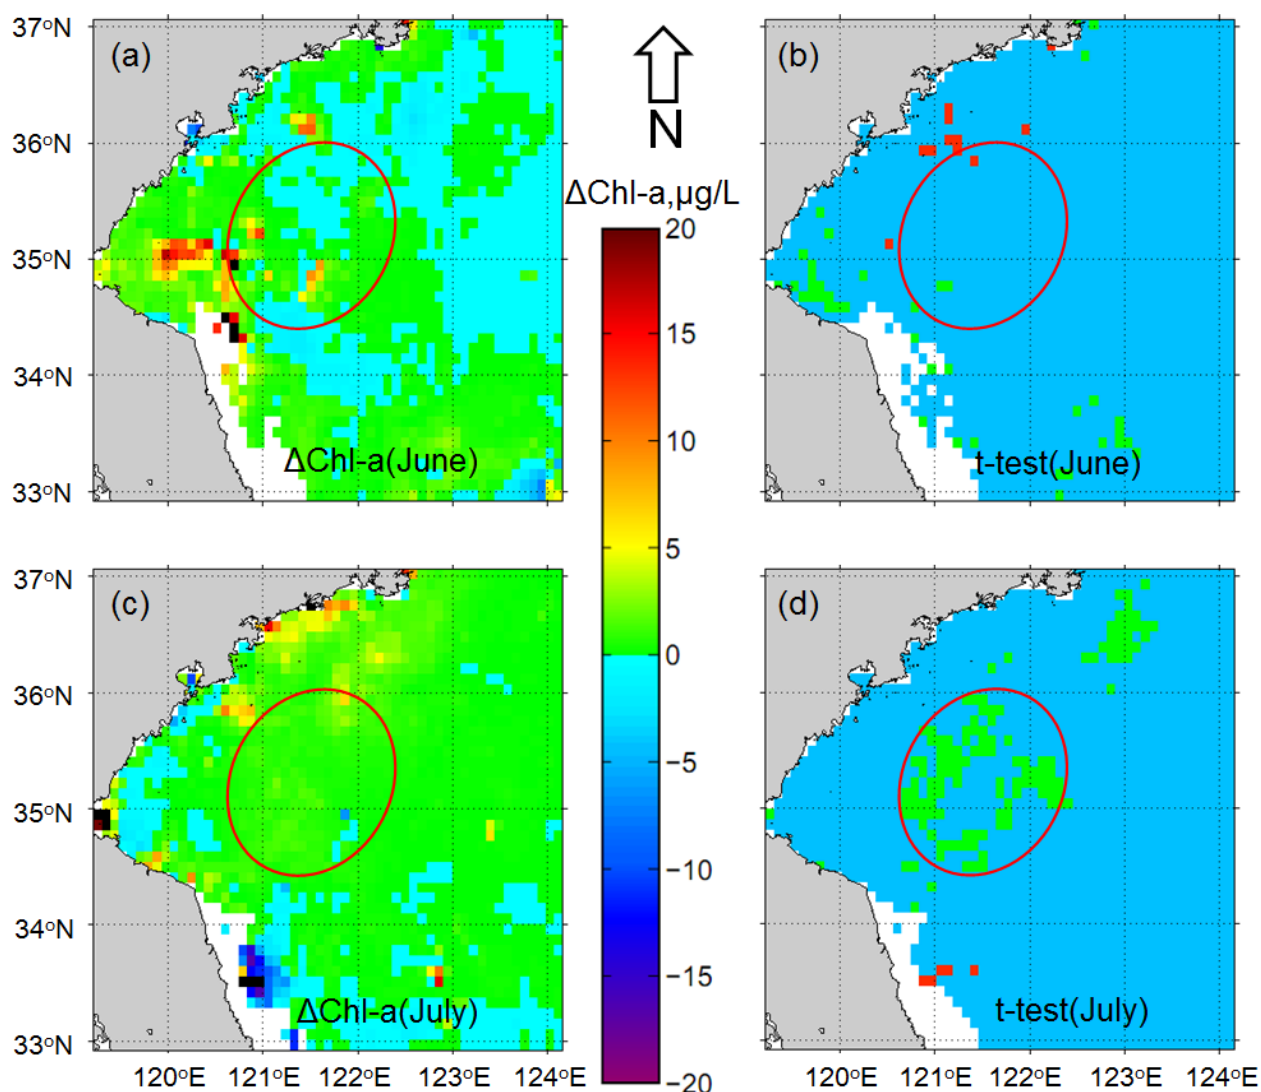 37°N
(a)
36°N
35°N
34°N
33°N
ΔChl-a(June)
N
ΔChl-a,μg/L
20
15
10
5
0
−5
−10
−15
−20
(b)
t-test(June)
37°N
(c)
36°N
35°N
34°N
33°N
ΔChl-a(July)
120°E 121°E 122°E 123°E 124°E
(d)
t-test(July)
120°E 121°E 122°E 123°E 124°E